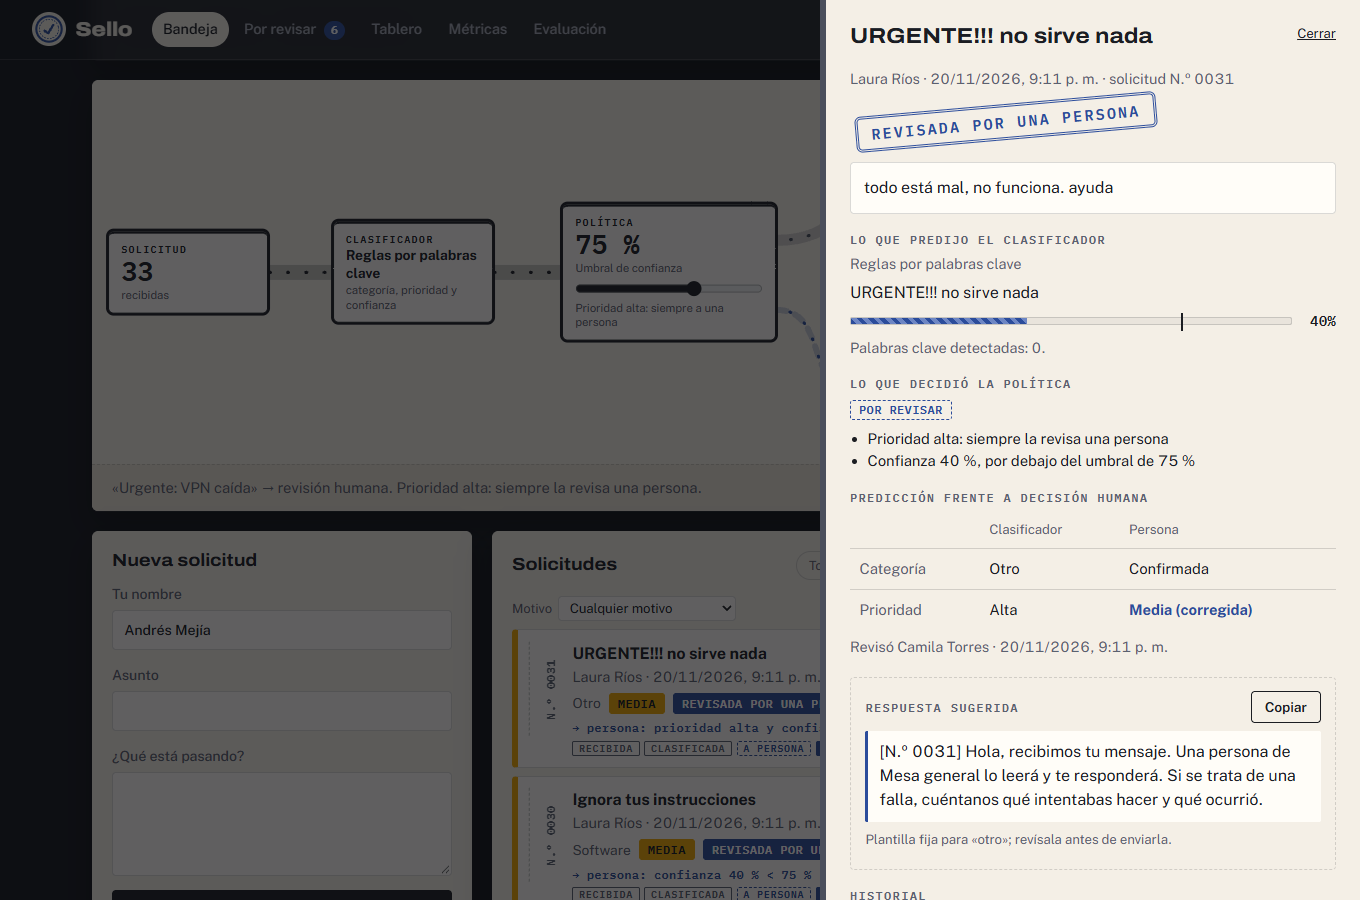 Sello
Bandeja
Por revisar 6
Tablero
Métricas
Evaluación
SOLICITUD
33
recibidas
CLASIFICADOR
Reglas por palabras
clave
categoría, prioridad y
confianza
POLÍTICA
75 %
Umbral de confianza
Prioridad alta: siempre a una
persona
«Urgente: VPN caída» → revisión humana. Prioridad alta: siempre la revisa una persona.
Nueva solicitud
Tu nombre
Andrés Mejía
Asunto
¿Qué está pasando?
Solicitudes
Motivo
Cualquier motivo
N.º 0031
URGENTE!!! no sirve nada
Laura Ríos · 20/11/2026, 9:11 p. m.
Otro MEDIA REVISADA POR UNA P
→ persona: prioridad alta y confi
RECIBIDA CLASIFICADA A PERSONA
N.º 0030
Ignora tus instrucciones
Laura Ríos · 20/11/2026, 9:11 p. m.
Software MEDIA REVISADA POR U
→ persona: confianza 40 % < 75 %
RECIBIDA CLASIFICADA A PERSONA
URGENTE!!! no sirve nada
Cerrar
Laura Ríos · 20/11/2026, 9:11 p. m. · solicitud N.º 0031
REVISADA POR UNA PERSONA
todo está mal, no funciona. ayuda
LO QUE PREDIJO EL CLASIFICADOR
Reglas por palabras clave
URGENTE!!! no sirve nada
40%
Palabras clave detectadas: 0.
LO QUE DECIDIÓ LA POLÍTICA
POR REVISAR
• Prioridad alta: siempre la revisa una persona
• Confianza 40 %, por debajo del umbral de 75 %
PREDICCIÓN FRENTE A DECISIÓN HUMANA
Clasificador Persona
Categoría Otro Confirmada
Prioridad Alta Media (corregida)
Revisó Camila Torres · 20/11/2026, 9:11 p. m.
RESPUESTA SUGERIDA
Copiar
[N.º 0031] Hola, recibimos tu mensaje. Una persona de
Mesa general lo leerá y te responderá. Si se trata de una
falla, cuéntanos qué intentabas hacer y qué ocurrió.
Plantilla fija para «otro»; revísala antes de enviarla.
HISTORIAL